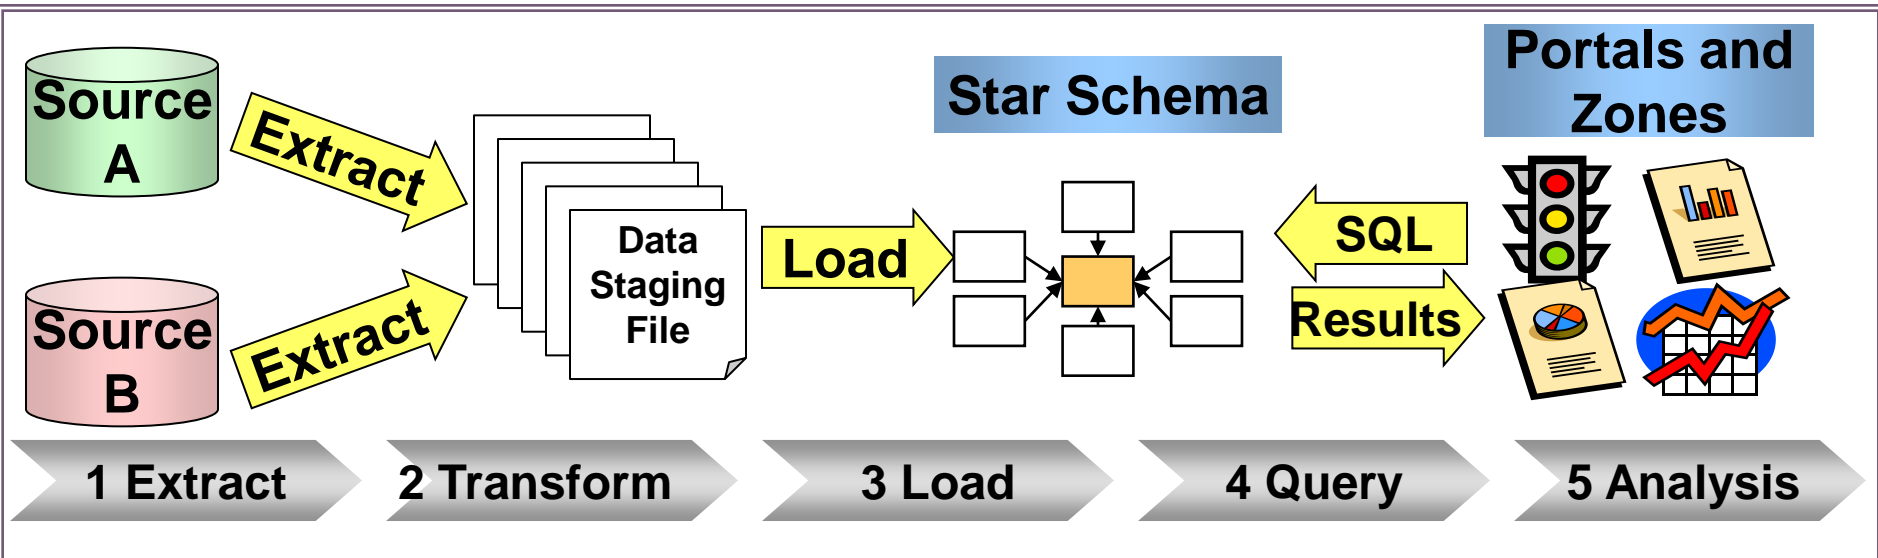 Source
A
Extract
Source
B
Extract
Data
Staging
File
Load
Star Schema
SQL
Results
Portals and
Zones
1 Extract
2 Transform
3 Load
4 Query
5 Analysis